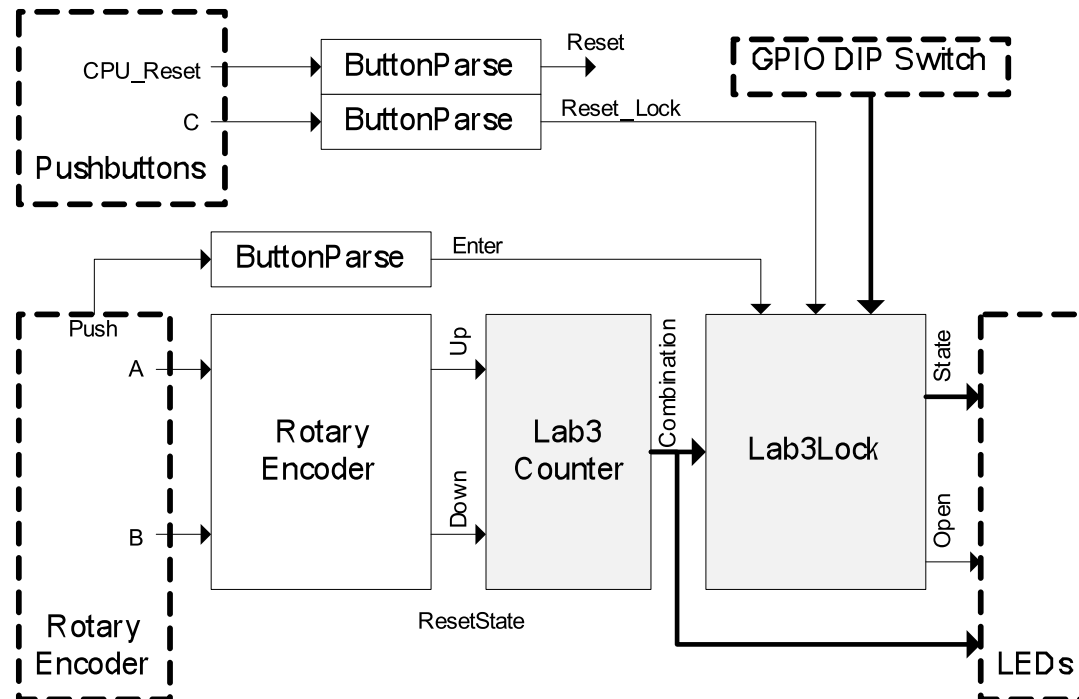 CPU_Reset
C
Pushbuttons
ButtonParse
ButtonParse
Reset
Reset_Lock
GPIO DIP Switch
ButtonParse
Enter
Push
A
B
Rotary
Encoder
Rotary
Encoder
Up
Down
Lab3
Counter
ResetState
Combination
Lab3Lock
State
Open
LEDs